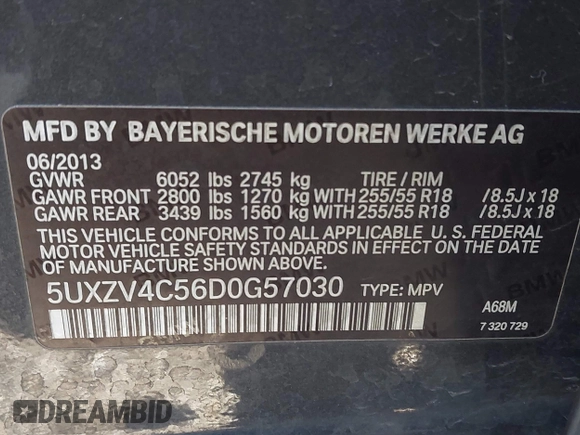 MFD BY BAYERISCHE MOTOREN WERKE AG
06/2013
GVWR 6052 lbs 2745 kg TIRE / RIM
GAWR FRONT 2800 lbs 1270 kg WITH 255/55 R18 /8.5J x 18
GAWR REAR 3439 lbs 1560 kg WITH 255/55 R18 /8.5J x 18
THIS VEHICLE CONFORMS TO ALL APPLICABLE U. S. FEDERAL
MOTOR VEHICLE SAFETY STANDARDS IN EFFECT ON THE DATE
OF MANUFACTURE SHOWN ABOVE.
5UXZV4C56D0G57030 TYPE: MPV
A68M
7 320 729
DREAMBID